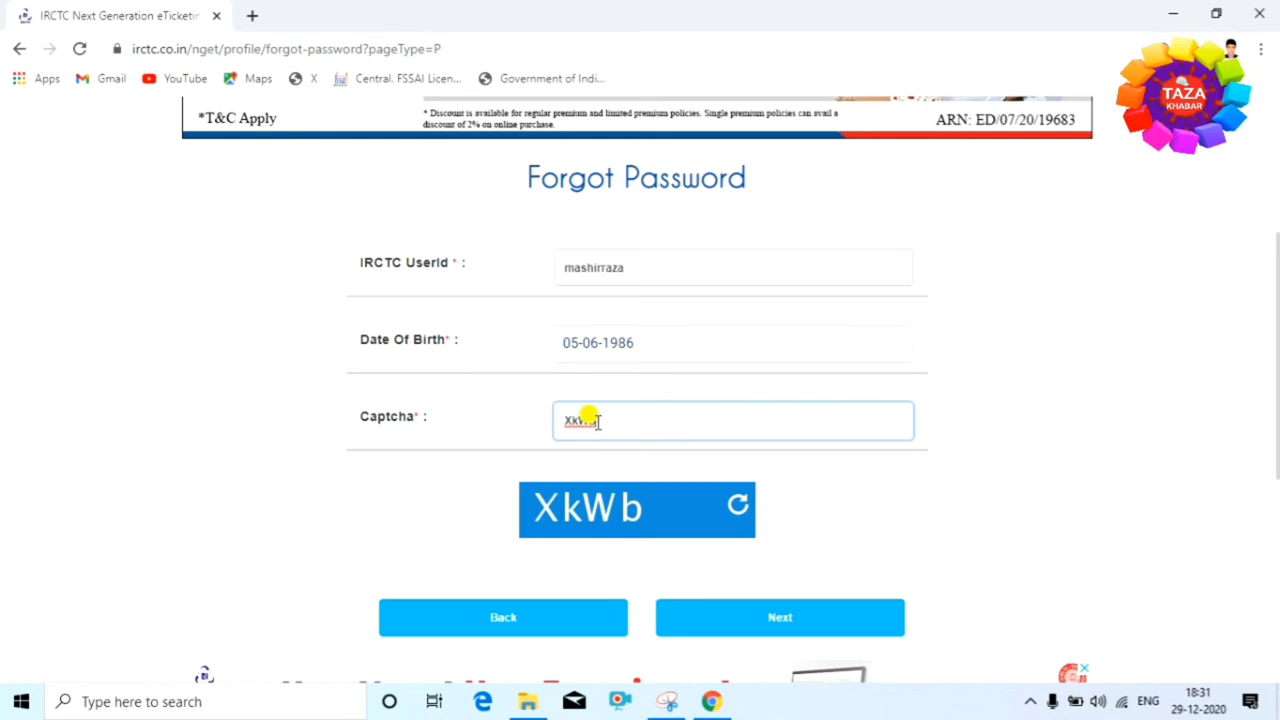 IRCTC Next Generation eTicketin
irctc.co.in/nget/profile/forgot-password?pageType=P
Apps Gmail YouTube Maps X Central. FSSAI Licen... Government of Indi...
TAZA
KHABAR
*T&C Apply
* Discount is available for regular premium and limited premium policies. Single premium policies can avail a
discount of 2% on online purchase.
ARN: ED/07/20/19683
Forgot Password
IRCTC UserId * : mashirraza
Date Of Birth* : 05-06-1986
Captcha* :
XkWb
Back Next
Type here to search
ENG
18:31
29-12-2020